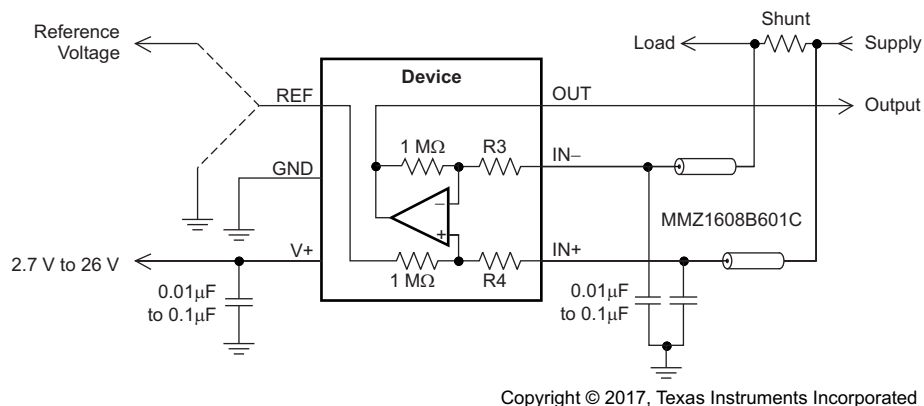 Shunt
Reference
Voltage
Load
Supply
Device
REF
OUT
Output
1 MΩ
R3
IN–
GND
–
MMZ1608B601C
+
V+
IN+
2.7 V to 26 V
1 MΩ
R4
0.01μF
to 0.1μF
0.01μF
to 0.1μF
Copyright © 2017, Texas Instruments Incorporated